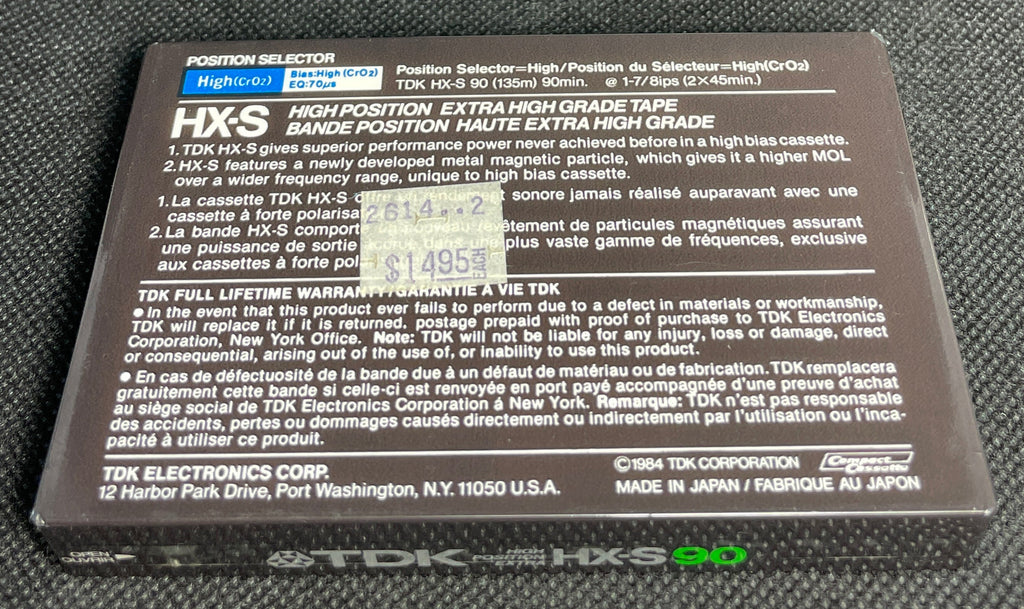 POSITION SELECTOR
High(CrO2) Bias:High (CrO2)
EQ:70μs
Position Selector=High/Position du Sélecteur=High(CrO2)
TDK HX-S 90 (135m) 90min. @ 1-7/8ips (2×45min.)
HX-S HIGH POSITION EXTRA HIGH GRADE TAPE
BANDE POSITION HAUTE EXTRA HIGH GRADE
1. TDK HX-S gives superior performance power never achieved before in a high bias cassette.
2. HX-S features a newly developed metal magnetic particle, which gives it a higher MOL
over a wider frequency range, unique to high bias cassette.
1. La cassette TDK HX-S offre un rendement sonore jamais réalisé auparavant avec une
cassette à forte polarisa
2. La bande HX-S comporte un nouveau revêtement de particules magnétiques assurant
une puissance de sortie accrue dans une plus vaste gamme de fréquences, exclusive
aux cassettes à forte pol
2614..2
$1495 EACH
TDK FULL LIFETIME WARRANTY/GARANTIE A VIE TDK
● In the event that this product ever fails to perform due to a defect in materials or workmanship,
TDK will replace it if it is returned, postage prepaid with proof of purchase to TDK Electronics
Corporation, New York Office. Note: TDK will not be liable for any injury, loss or damage, direct
or consequential, arising out of the use of, or inability to use this product.
● En cas de défectuosité de la bande due à un défaut de matériau ou de fabrication. TDK remplacera
gratuitement cette bande si celle-ci est renvoyée en port payé accompagnée d'une preuve d'achat
au siège social de TDK Electronics Corporation á New York. Remarque: TDK n'est pas responsable
des accidents, pertes ou dommages causés directement ou indirectement par l'utilisation ou l'inca-
pacité à utiliser ce produit.
TDK ELECTRONICS CORP.
12 Harbor Park Drive, Port Washington, N.Y. 11050 U.S.A.
©1984 TDK CORPORATION Compact Cassette
MADE IN JAPAN / FABRIQUE AU JAPON
OPEN
OUVRIR
TDK HIGH POSITION EXTRA HX-S 90